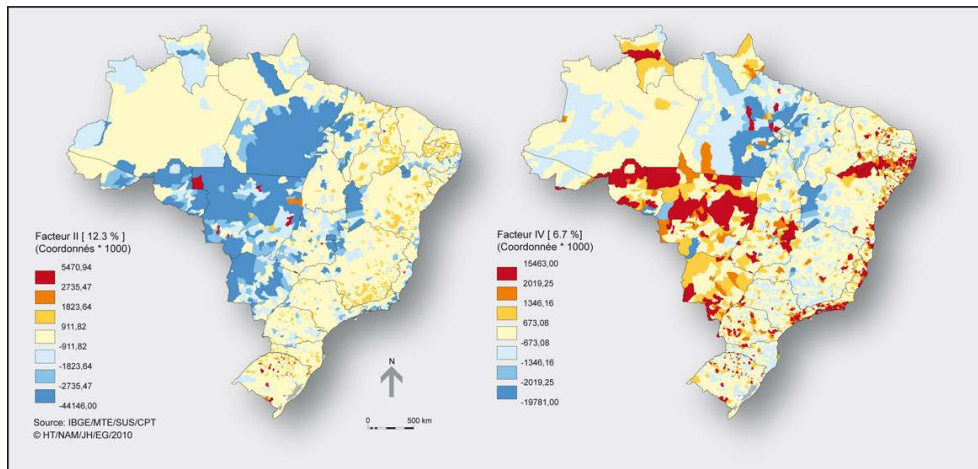 Facteur II [ 12.3 % ]
(Coordonnés * 1000)
5470,94
2735,47
1823,64
911,82
-911,82
-1823,64
-2735,47
-44146,00
Source: IBGE/MTE/SUS/CPT
© HT/NAM/JH/EG/2010
N
0 500 km
Facteur IV [ 6.7 %]
(Coordonnée * 1000)
15463,00
2019,25
1346,16
673,08
-673,08
-1346,16
-2019,25
-19781,00